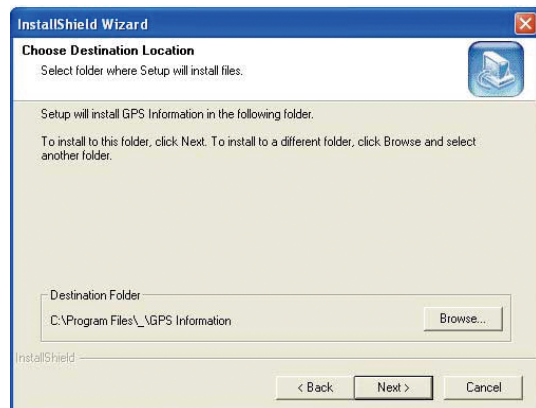 InstallShield Wizard
Choose Destination Location
Select folder where Setup will install files.
Setup will install GPS Information in the following folder.
To install to this folder, click Next. To install to a different folder, click Browse and select
another folder.
Destination Folder
C:\Program Files\_\GPS Information
Browse...
InstallShield
< Back
Next >
Cancel